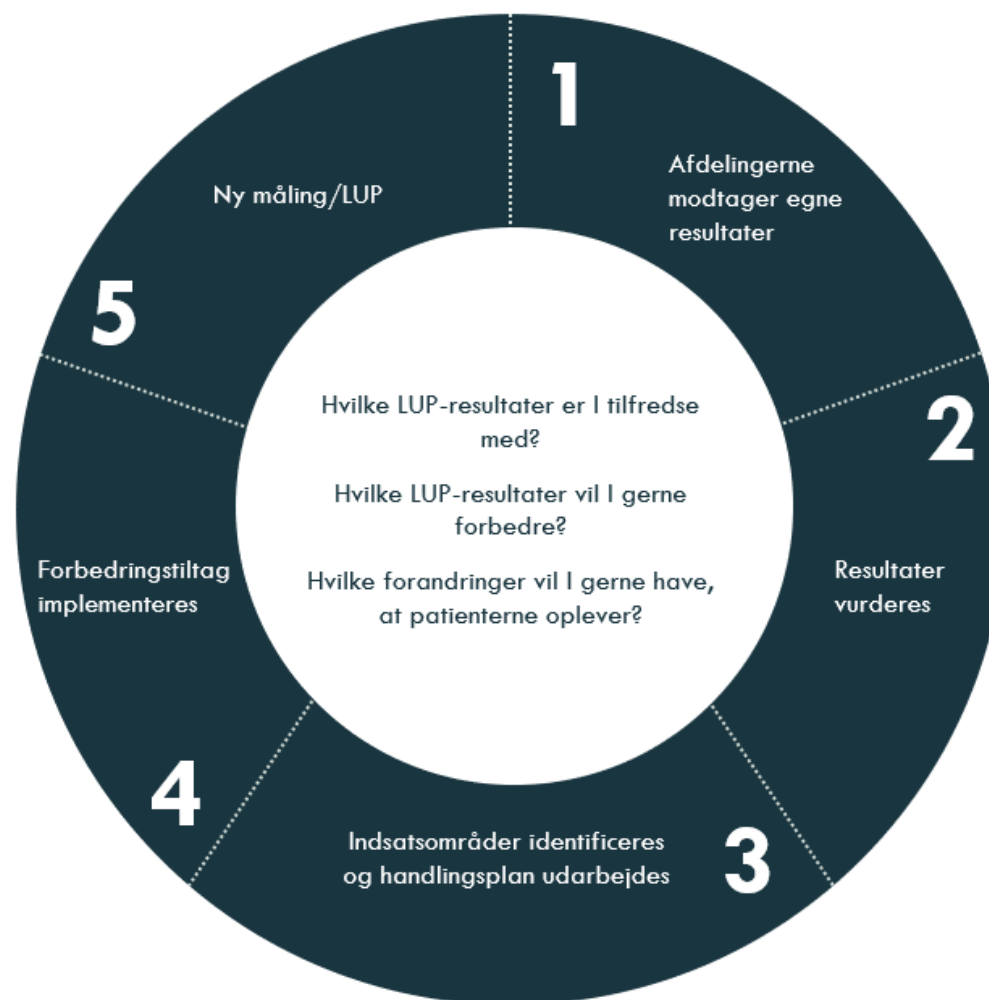 1
Afdelingerne
modtager egne
resultater
2
Resultater
vurderes
3
Indsatsområder identificeres
og handlingsplan udarbejdes
4
Forbedringstiltag
implementeres
5
Ny måling/LUP
Hvilke LUP-resultater er I tilfredse
med?
Hvilke LUP-resultater vil I gerne
forbedre?
Hvilke forandringer vil I gerne have,
at patienterne oplever?